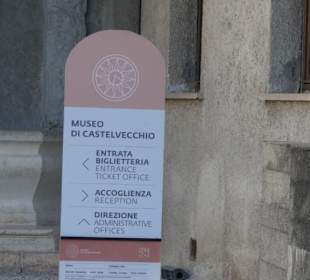 MUSEO
DI CASTELVECCHIO
ENTRATA
BIGLIETTERIA
ENTRANCE
TICKET OFFICE
ACCOGLIENZA
RECEPTION
DIREZIONE
ADMINISTRATIVE
OFFICES